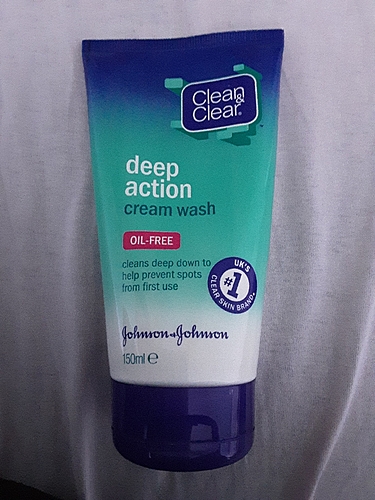 Clean &
Clear®
deep
action
cream wash
OIL-FREE
cleans deep down to
help prevent spots
from first use
UK'S
#1
CLEAR SKIN BRAND
Johnson & Johnson
150ml e